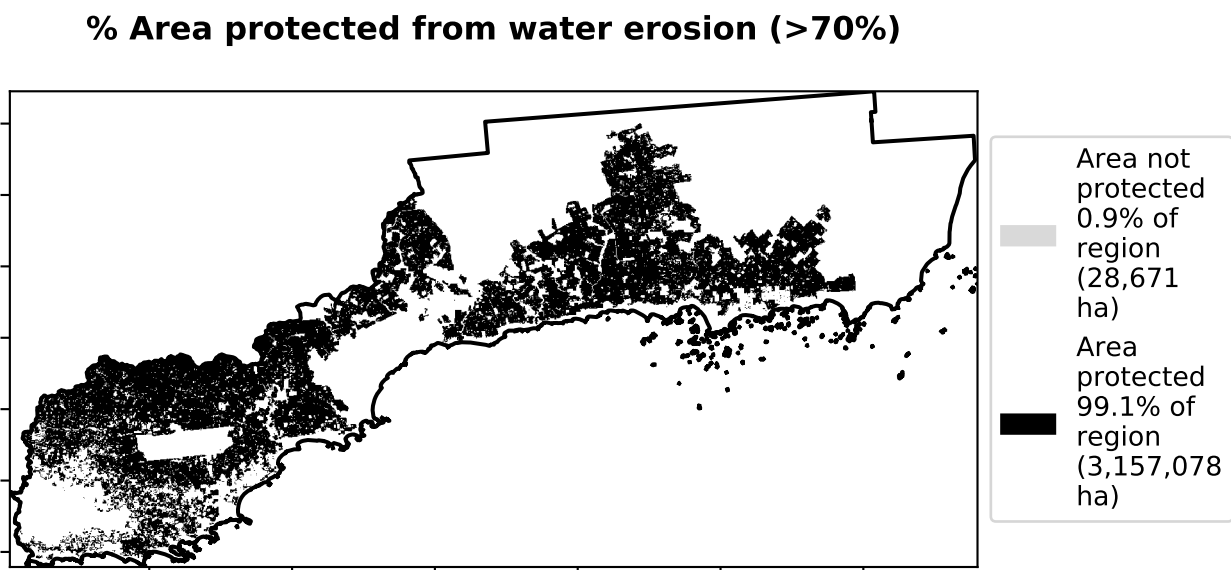 % Area protected from water erosion (>70%)
Area not
protected
0.9% of
region
(28,671
ha)
Area
protected
99.1% of
region
(3,157,078
ha)